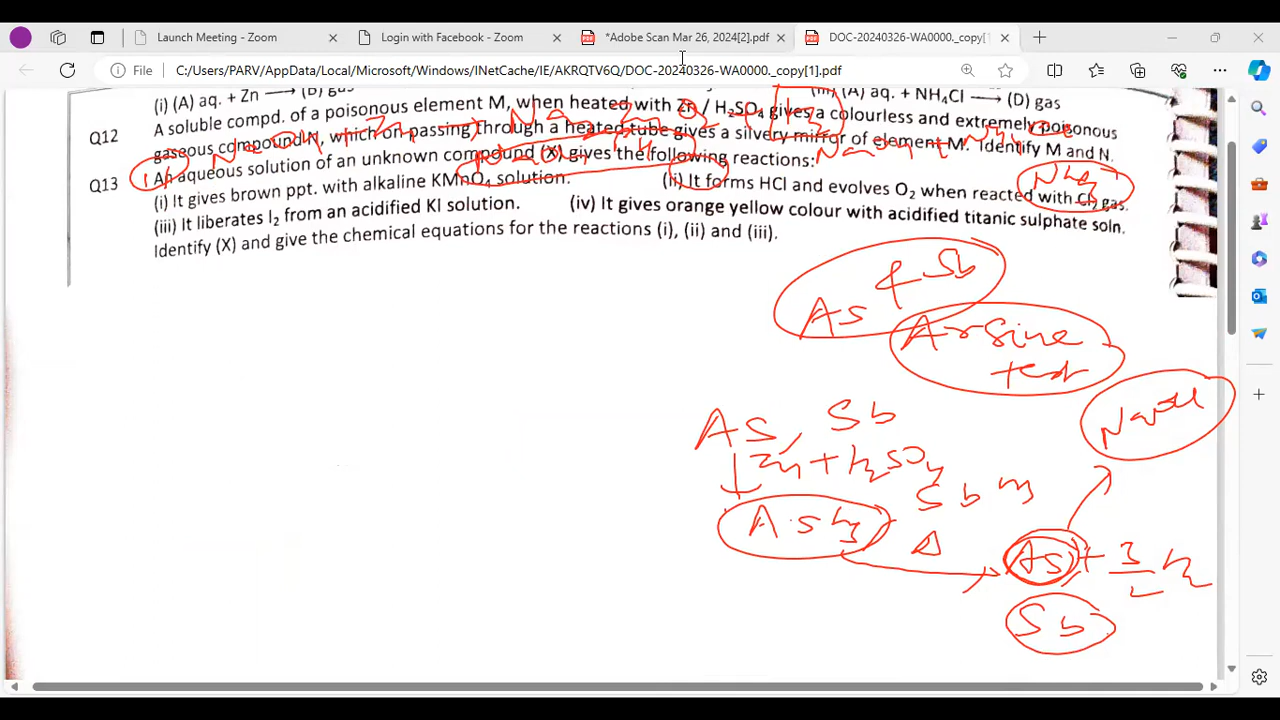 Launch Meeting - Zoom
Login with Facebook - Zoom
*Adobe Scan Mar 26, 2024[2].pdf
DOC-20240326-WA0000._copy[1
File
C:/Users/PARV/AppData/Local/Microsoft/Windows/INetCache/IE/AKRQTV6Q/DOC-20240326-WA0000._copy[1].pdf
(i) (A) aq. + Zn ⟶ (B) gas
(iii) (A) aq. + NH4Cl ⟶ (D) gas
Q12 A soluble compd. of a poisonous element M, when heated with Zn / H2SO4 gives a colourless and extremely poisonous
gaseous compound N, which on passing through a heated tube gives a silvery mirror of element M. Identify M and N.
Q13 An aqueous solution of an unknown compound (X) gives the following reactions:
(i) It gives brown ppt. with alkaline KMnO4 solution.
(ii) It forms HCl and evolves O2 when reacted with Cl2 gas.
(iii) It liberates I2 from an acidified KI solution.
(iv) It gives orange yellow colour with acidified titanic sulphate soln.
Identify (X) and give the chemical equations for the reactions (i), (ii) and (iii).
As & Sb
Arsine
test
As, Sb
NaOH
Zn + H2SO4
AsH3
SbH3
Δ
As + 3/2 H2
Sb